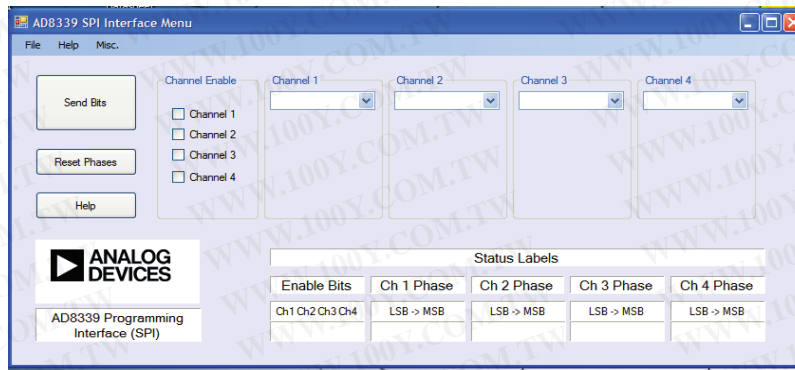 AD8339 SPI Interface Menu
File Help Misc.
Send Bits
Reset Phases
Help
Channel Enable
Channel 1
Channel 2
Channel 3
Channel 4
Channel 1
Channel 2
Channel 3
Channel 4
ANALOG
DEVICES
AD8339 Programming
Interface (SPI)
Status Labels
Enable Bits Ch 1 Phase Ch 2 Phase Ch 3 Phase Ch 4 Phase
Ch1 Ch2 Ch3 Ch4 LSB -> MSB LSB -> MSB LSB -> MSB LSB -> MSB
WWW.100Y.COM.TW